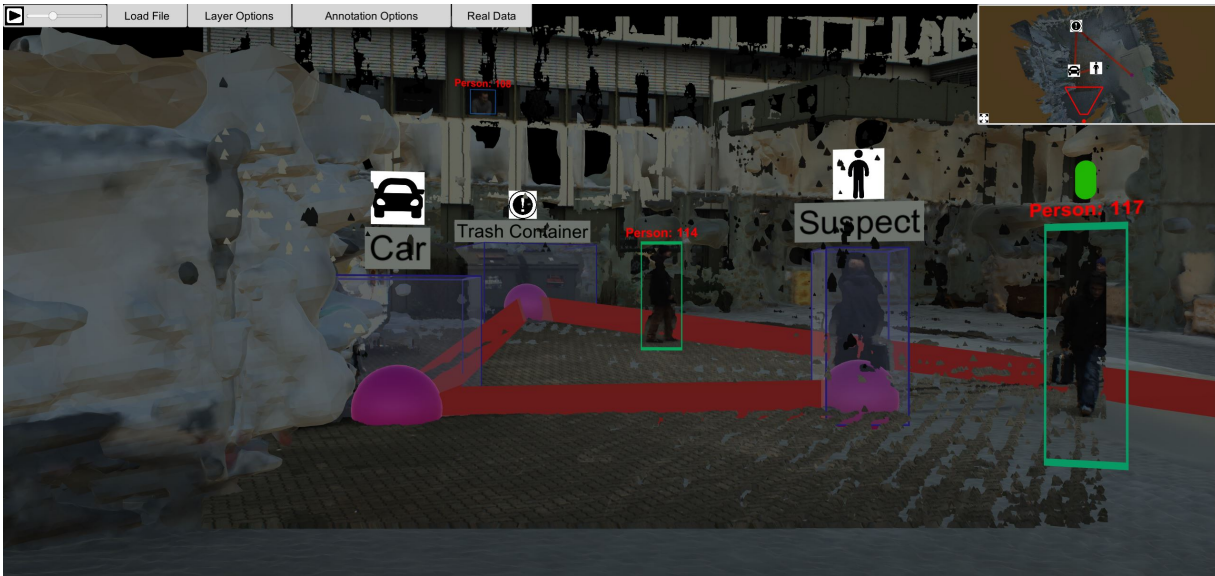 Load File
Layer Options
Annotation Options
Real Data
Person: 108
Car
Trash Container
Person: 114
Suspect
Person: 117